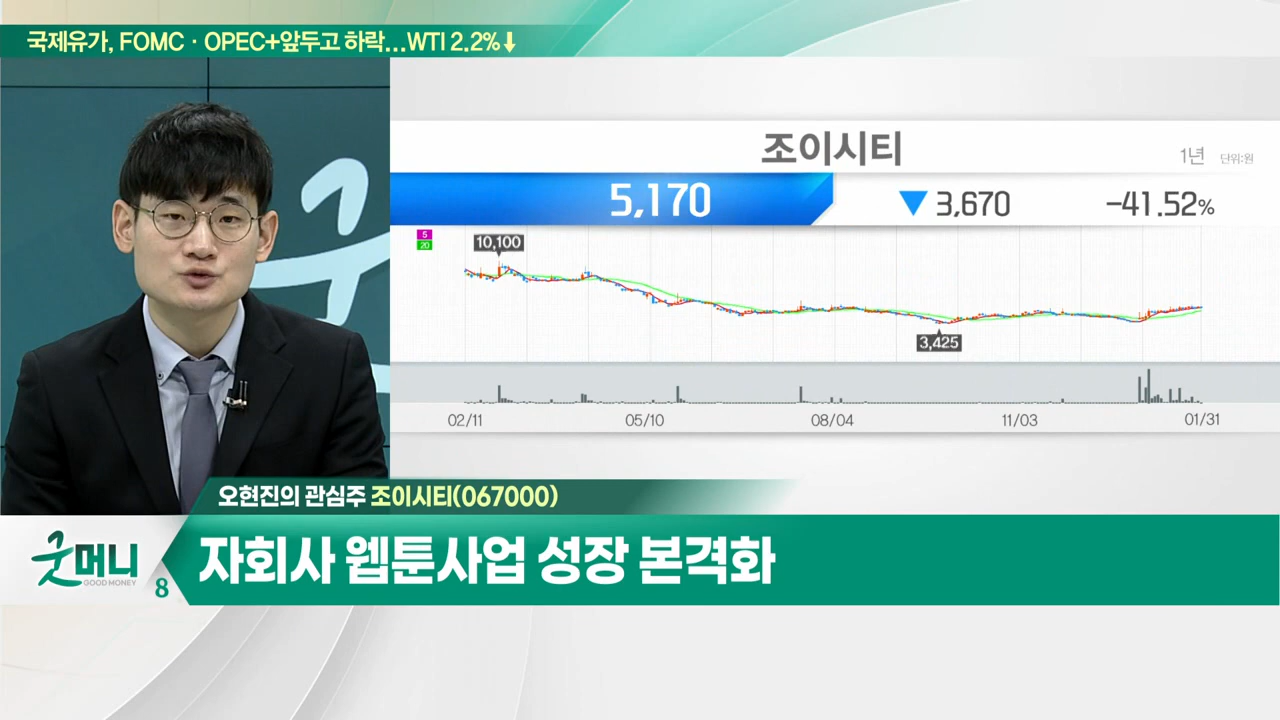 국제유가, FOMC · OPEC+앞두고 하락...WTI 2.2%↓
조이시티
1년 단위:원
5,170 ▼ 3,670 -41.52%
5
20
10,100
3,425
02/11 05/10 08/04 11/03 01/31
오현진의 관심주 조이시티(067000)
굿머니
GOOD MONEY
8
자회사 웹툰사업 성장 본격화